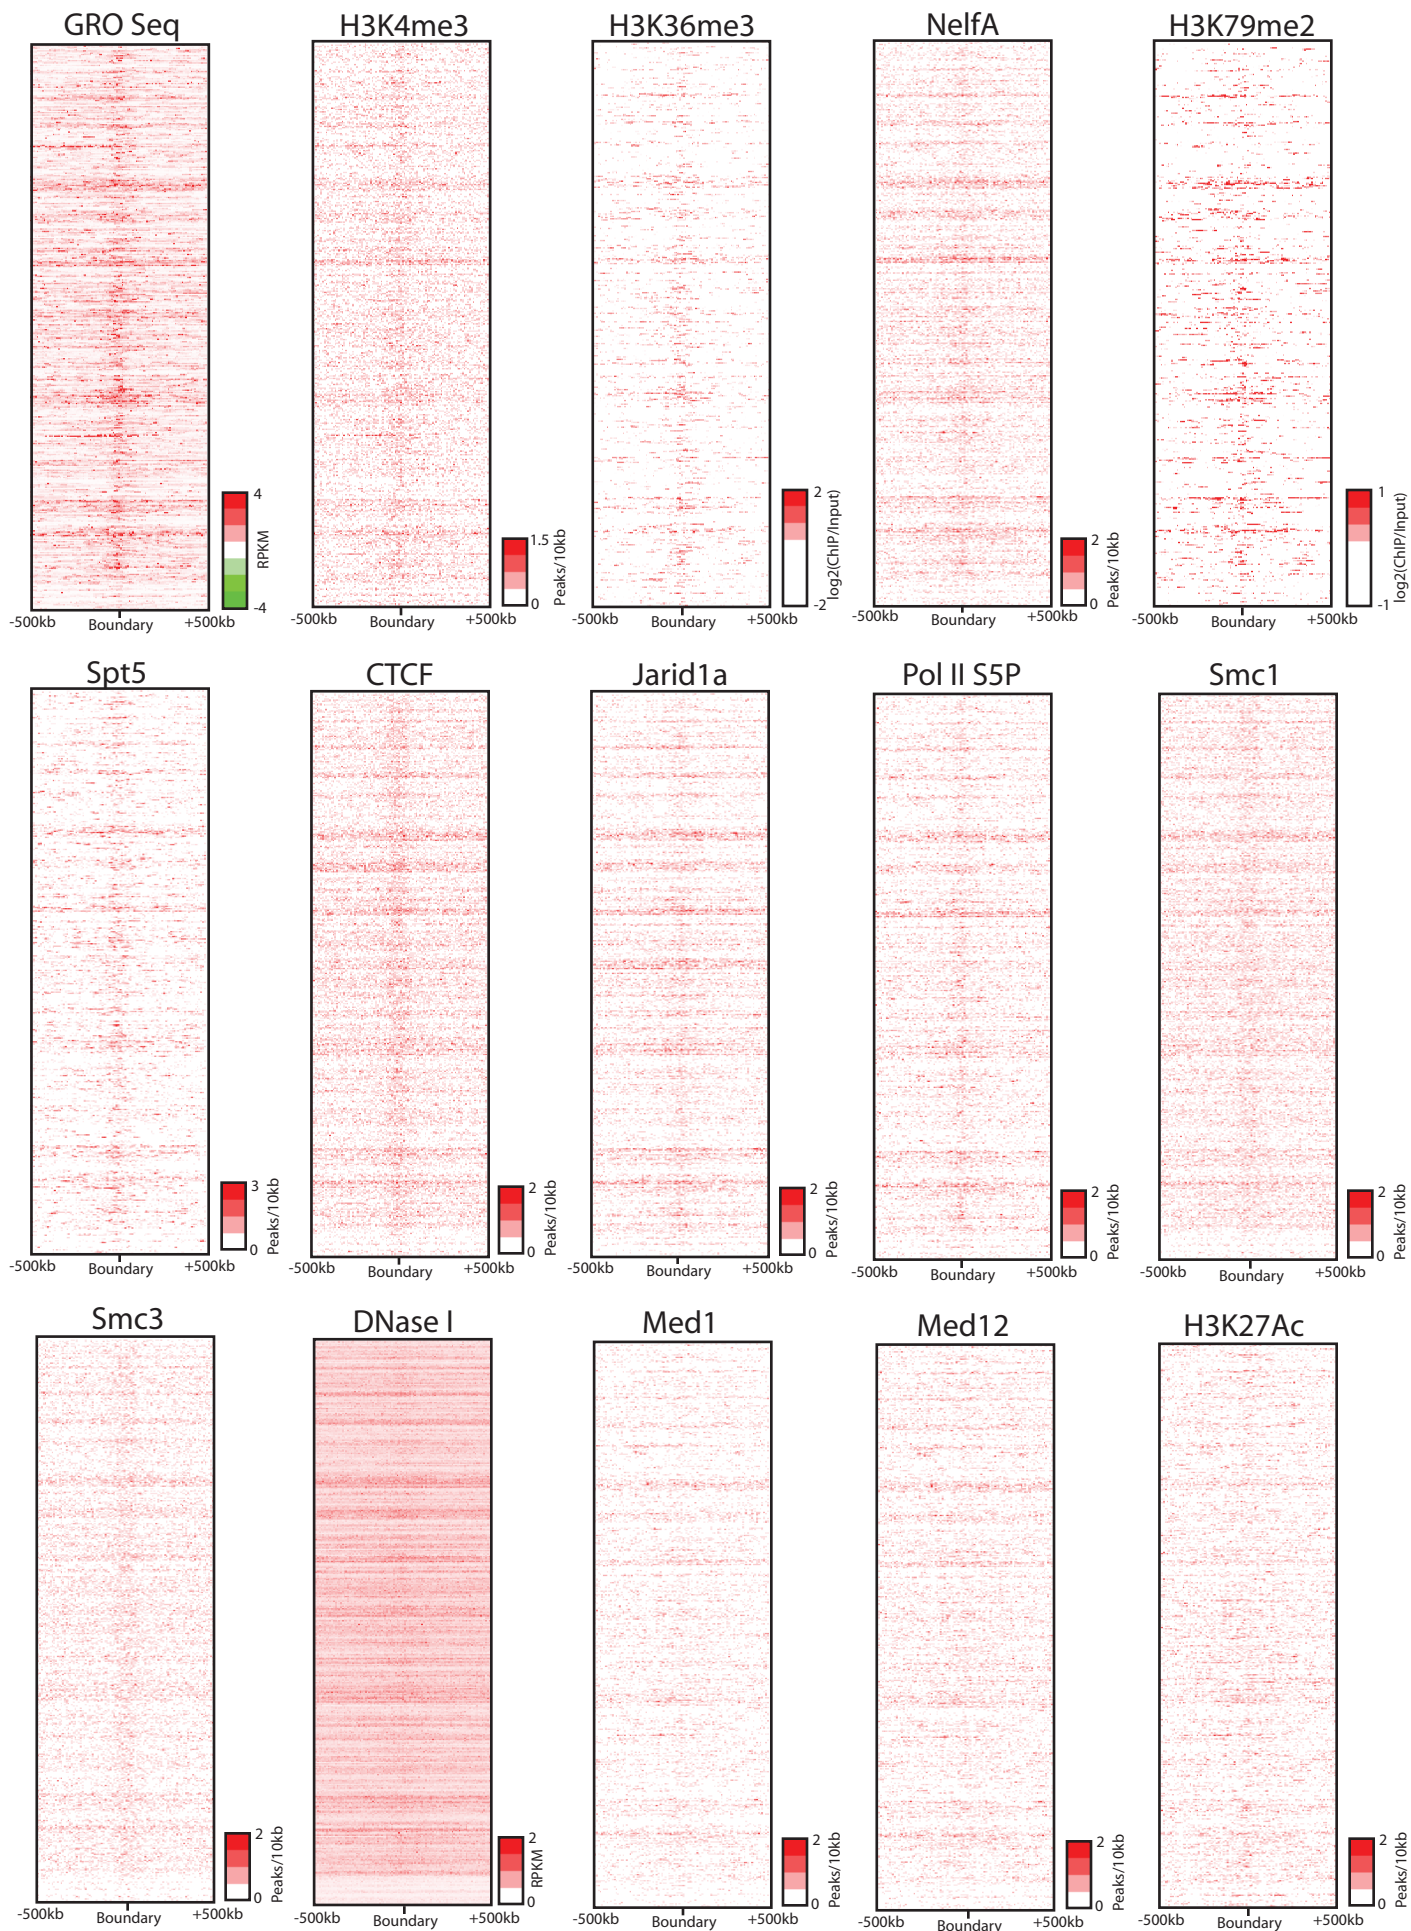 GRO Seq
H3K4me3
H3K36me3
NelfA
H3K79me2
4
RPKM
-4
1.5
Peaks/10kb
0
2
log2(ChIP/Input)
-2
2
Peaks/10kb
0
1
log2(ChIP/Input)
-1
-500kb Boundary +500kb
-500kb Boundary +500kb
-500kb Boundary +500kb
-500kb Boundary +500kb
-500kb Boundary +500kb
Spt5
CTCF
Jarid1a
Pol II S5P
Smc1
3
Peaks/10kb
0
2
Peaks/10kb
0
2
Peaks/10kb
0
2
Peaks/10kb
0
2
Peaks/10kb
0
-500kb Boundary +500kb
-500kb Boundary +500kb
-500kb Boundary +500kb
-500kb Boundary +500kb
-500kb Boundary +500kb
Smc3
DNase I
Med1
Med12
H3K27Ac
2
Peaks/10kb
0
2
RPKM
0
2
Peaks/10kb
0
2
Peaks/10kb
0
2
Peaks/10kb
0
-500kb Boundary +500kb
-500kb Boundary +500kb
-500kb Boundary +500kb
-500kb Boundary +500kb
-500kb Boundary +500kb